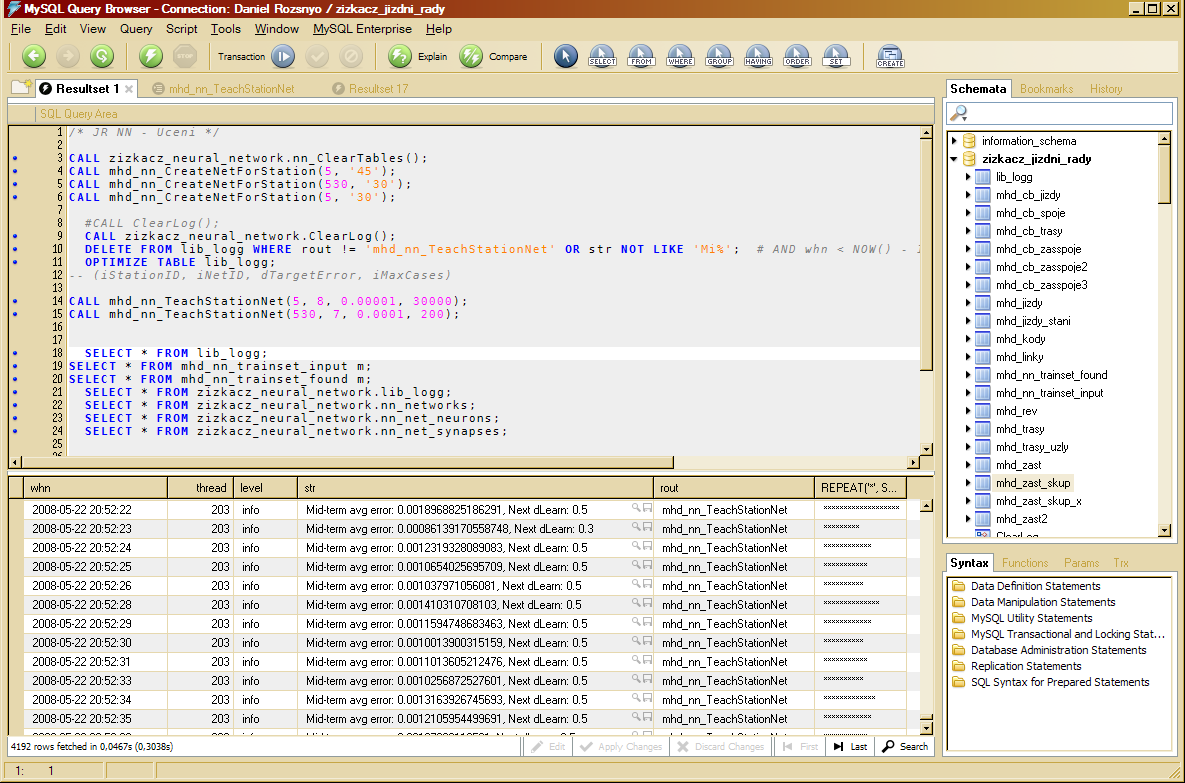 MySQL Query Browser - Connection: Daniel Rozsnyo / zizkacz_jizdni_rady
File Edit View Query Script Tools Window MySQL Enterprise Help
STOP Transaction Explain Compare SELECT FROM WHERE GROUP HAVING ORDER SET CREATE
Resultset 1 mhd_nn_TeachStationNet Resultset 17
SQL Query Area
1 /* JR NN - Uceni */
2
3 CALL zizkacz_neural_network.nn_ClearTables();
4 CALL mhd_nn_CreateNetForStation(5, '45');
5 CALL mhd_nn_CreateNetForStation(530, '30');
6 CALL mhd_nn_CreateNetForStation(5, '30');
7
8 #CALL ClearLog();
9 CALL zizkacz_neural_network.ClearLog();
10 DELETE FROM lib_logg WHERE rout != 'mhd_nn_TeachStationNet' OR str NOT LIKE 'Mi%'; # AND whn < NOW() -
11 OPTIMIZE TABLE lib_logg;
12 -- (iStationID, iNetID, dTargetError, iMaxCases)
13
14 CALL mhd_nn_TeachStationNet(5, 8, 0.00001, 30000);
15 CALL mhd_nn_TeachStationNet(530, 7, 0.0001, 200);
16
17
18 SELECT * FROM lib_logg;
19 SELECT * FROM mhd_nn_trainset_input m;
20 SELECT * FROM mhd_nn_trainset_found m;
21 SELECT * FROM zizkacz_neural_network.lib_logg;
22 SELECT * FROM zizkacz_neural_network.nn_networks;
23 SELECT * FROM zizkacz_neural_network.nn_net_neurons;
24 SELECT * FROM zizkacz_neural_network.nn_net_synapses;
25
whn thread level str rout REPEAT('*', S...
2008-05-22 20:52:22 203 info Mid-term avg error: 0.0018968825186291, Next dLearn: 0.5 mhd_nn_TeachStationNet
2008-05-22 20:52:23 203 info Mid-term avg error: 0.00086139170558748, Next dLearn: 0.3 mhd_nn_TeachStationNet
2008-05-22 20:52:24 203 info Mid-term avg error: 0.0012319328089083, Next dLearn: 0.5 mhd_nn_TeachStationNet
2008-05-22 20:52:25 203 info Mid-term avg error: 0.0010654025695709, Next dLearn: 0.5 mhd_nn_TeachStationNet
2008-05-22 20:52:26 203 info Mid-term avg error: 0.001037971056081, Next dLearn: 0.5 mhd_nn_TeachStationNet
2008-05-22 20:52:28 203 info Mid-term avg error: 0.001410310708103, Next dLearn: 0.5 mhd_nn_TeachStationNet
2008-05-22 20:52:29 203 info Mid-term avg error: 0.0011594748683463, Next dLearn: 0.5 mhd_nn_TeachStationNet
2008-05-22 20:52:30 203 info Mid-term avg error: 0.0010013900315159, Next dLearn: 0.5 mhd_nn_TeachStationNet
2008-05-22 20:52:31 203 info Mid-term avg error: 0.0011013605212476, Next dLearn: 0.5 mhd_nn_TeachStationNet
2008-05-22 20:52:33 203 info Mid-term avg error: 0.0010256872527601, Next dLearn: 0.5 mhd_nn_TeachStationNet
2008-05-22 20:52:34 203 info Mid-term avg error: 0.0013163926745693, Next dLearn: 0.5 mhd_nn_TeachStationNet
2008-05-22 20:52:35 203 info Mid-term avg error: 0.0012105954499691, Next dLearn: 0.5 mhd_nn_TeachStationNet
4192 rows fetched in 0,0467s (0,3038s) Edit Apply Changes Discard Changes First Last Search
1: 1
Schemata Bookmarks History
information_schema
zizkacz_jizdni_rady
lib_logg
mhd_cb_jizdy
mhd_cb_spoje
mhd_cb_trasy
mhd_cb_zasspoje
mhd_cb_zasspoje2
mhd_cb_zasspoje3
mhd_jizdy
mhd_jizdy_stani
mhd_kody
mhd_linky
mhd_nn_trainset_found
mhd_nn_trainset_input
mhd_rev
mhd_trasy
mhd_trasy_uzly
mhd_zast
mhd_zast_skup
mhd_zast_skup_x
mhd_zast2
ClearLog
Syntax Functions Params Trx
Data Definition Statements
Data Manipulation Statements
MySQL Utility Statements
MySQL Transactional and Locking Stat...
Database Administration Statements
Replication Statements
SQL Syntax for Prepared Statements